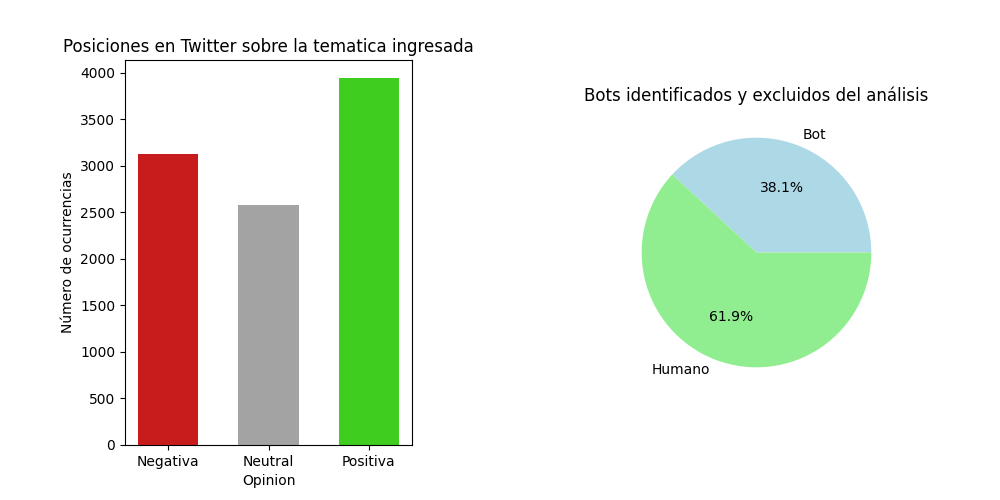 Posiciones en Twitter sobre la tematica ingresada
4000
3500
3000
2500
2000
1500
1000
500
0
Número de ocurrencias
Negativa
Neutral
Positiva
Opinion
Bots identificados y excluidos del análisis
Bot
38.1%
61.9%
Humano